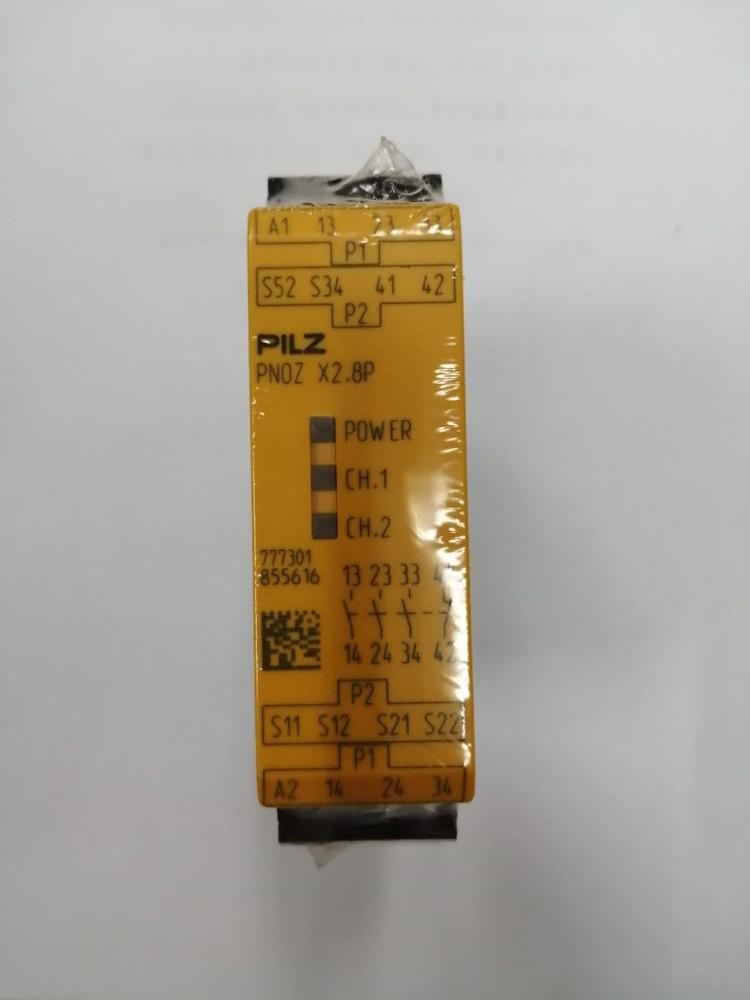 A1 13 23 33
P1
S52 S34 41 42
P2
PILZ
PNOZ X2.8P
POWER
CH.1
CH.2
777301
855616
13 23 33
14 24 34 42
P2
S11 S12 S21 S22
P1
A2 14 24 34